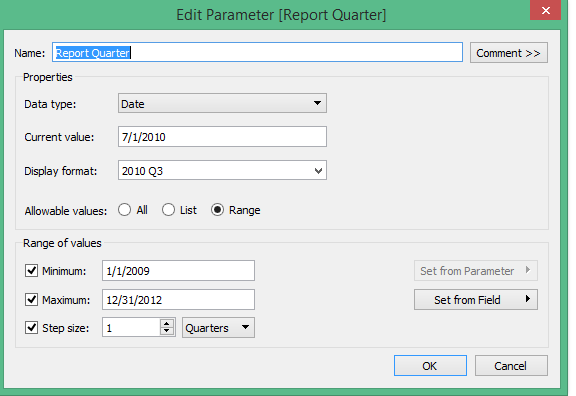 Edit Parameter [Report Quarter]
Name: Report Quarter Comment >>
Properties
Data type: Date
Current value: 7/1/2010
Display format: 2010 Q3
Allowable values: All List Range
Range of values
Minimum: 1/1/2009 Set from Parameter
Maximum: 12/31/2012 Set from Field
Step size: 1 Quarters
OK Cancel